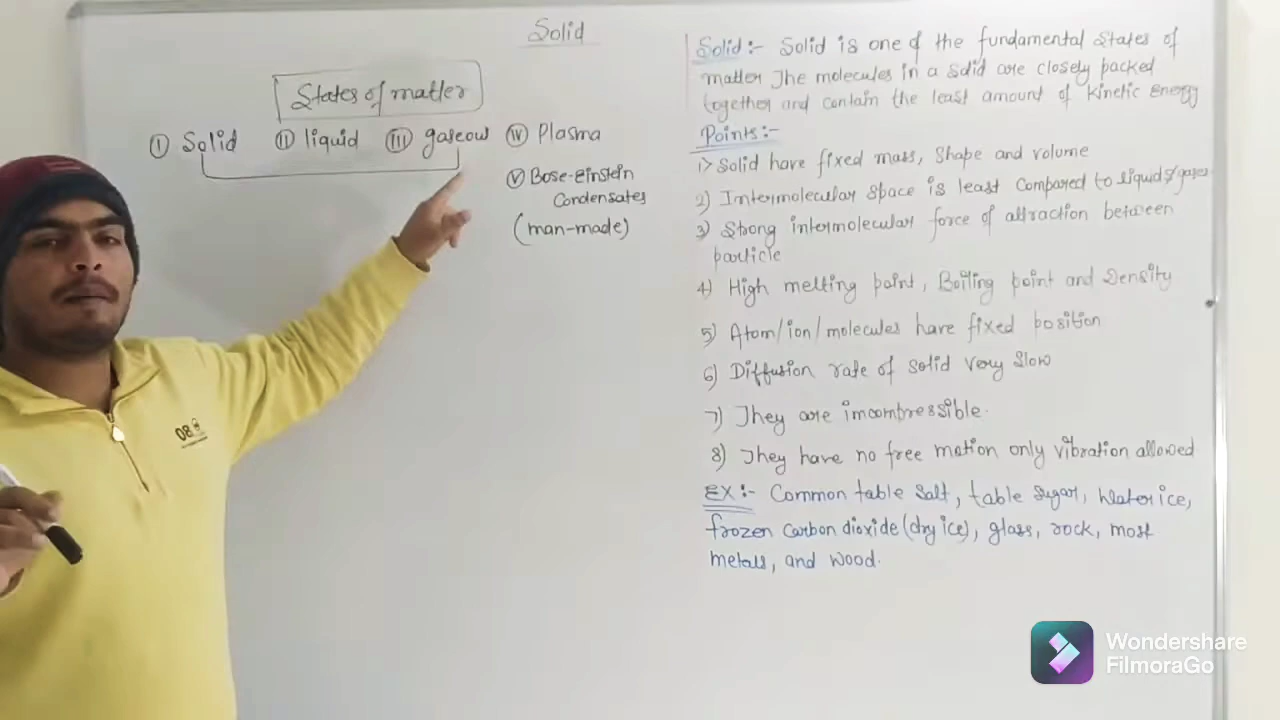 Solid
States of matter
I Solid II liquid III gaseous IV Plasma
V Bose-Einstein
Condensates
(man-made)
Solid :- Solid is one of the fundamental States of
matter The molecules in a Solid are closely packed
together and contain the least amount of Kinetic Energy
Points:-
1) Solid have fixed mass, Shape and volume
2) Intermolecular space is least compared to liquids/gases
3) Strong intermolecular force of attraction between
particle
4) High melting point, Boiling point and Density
5) Atom/ion/molecules have fixed position
6) Diffusion rate of solid very slow
7) They are incompressible.
8) They have no free motion only vibration allowed
EX:- Common table salt, table sugar, water ice,
frozen carbon dioxide (dry ice), glass, rock, most
metals, and wood.
08
Wondershare
FilmoraGo